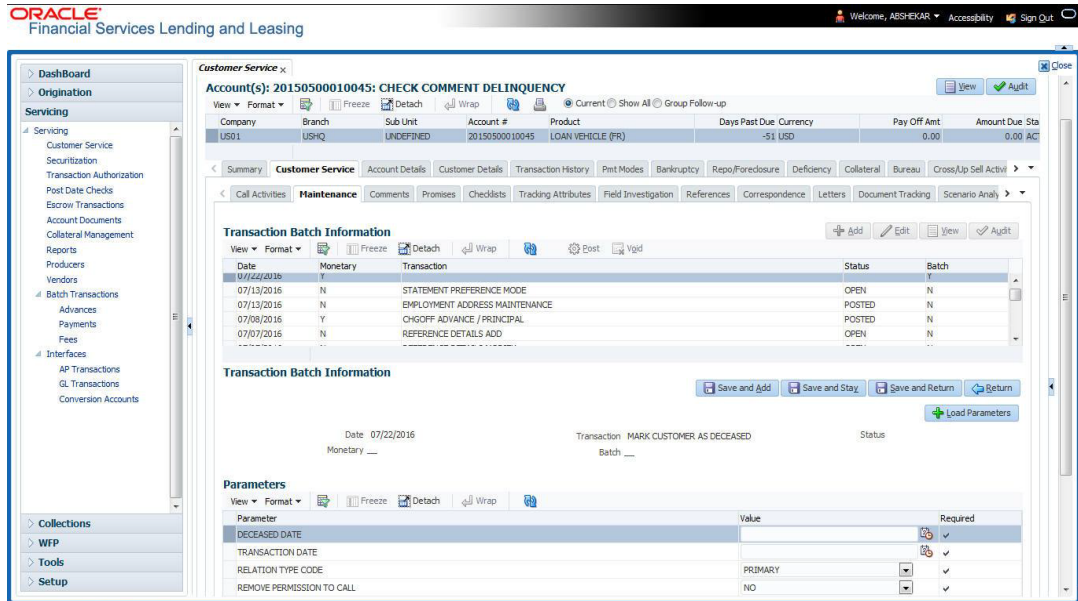 ORACLE
Financial Services Lending and Leasing
Welcome, ABSHEKAR Accessibility Sign Out
Close
DashBoard
Origination
Servicing
Servicing
Customer Service
Securitization
Transaction Authorization
Post Date Checks
Escrow Transactions
Account Documents
Collateral Management
Reports
Producers
Vendors
Batch Transactions
Advances
Payments
Fees
Interfaces
AP Transactions
GL Transactions
Conversion Accounts
Collections
WFP
Tools
Setup
Customer Service x
Account(s): 20150500010045: CHECK COMMENT DELINQUENCY
View Audit
View Format Freeze Detach Wrap Current Show All Group Follow-up
Company Branch Sub Unit Account # Product Days Past Due Currency Pay Off Amt Amount Due Sta
US01 USHQ UNDEFINED 20150500010045 LOAN VEHICLE (FR) -51 USD 0.00 0.00 ACT
Summary Customer Service Account Details Customer Details Transaction History Pmt Modes Bankruptcy Repo/Foreclosure Deficiency Collateral Bureau Cross/Up Sell Activit
Call Activities Maintenance Comments Promises Checklists Tracking Attributes Field Investigation References Correspondence Letters Document Tracking Scenario Analy
Transaction Batch Information
Add Edit View Audit
View Format Freeze Detach Wrap Post Void
Date Monetary Transaction Status Batch
07/22/2016 Y Y
07/13/2016 N STATEMENT PREFERENCE MODE OPEN N
07/13/2016 N EMPLOYMENT ADDRESS MAINTENANCE POSTED N
07/08/2016 Y CHGOFF ADVANCE / PRINCIPAL POSTED N
07/07/2016 N REFERENCE DETAILS ADD OPEN N
Transaction Batch Information
Save and Add Save and Stay Save and Return Return
Load Parameters
Date 07/22/2016 Transaction MARK CUSTOMER AS DECEASED Status
Monetary Batch
Parameters
View Format Freeze Detach Wrap
Parameter Value Required
DECEASED DATE
TRANSACTION DATE
RELATION TYPE CODE PRIMARY
REMOVE PERMISSION TO CALL NO